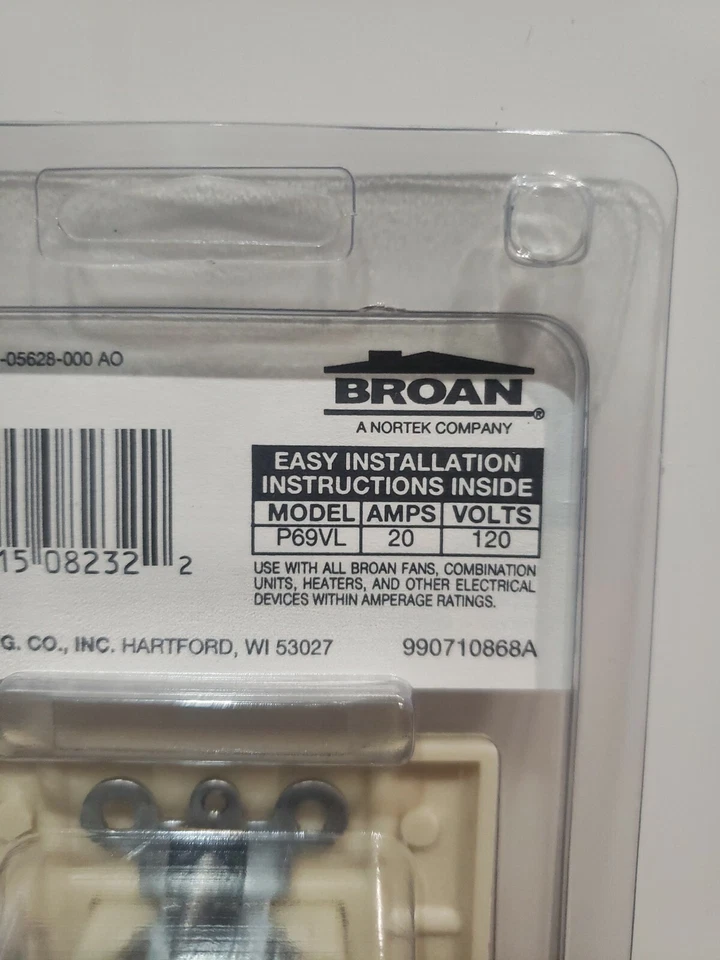 -05628-000 AO
BROAN®
A NORTEK COMPANY
EASY INSTALLATION
INSTRUCTIONS INSIDE
MODEL AMPS VOLTS
P69VL 20 120
15 08232 2
USE WITH ALL BROAN FANS, COMBINATION
UNITS, HEATERS, AND OTHER ELECTRICAL
DEVICES WITHIN AMPERAGE RATINGS.
G. CO., INC. HARTFORD, WI 53027 990710868A